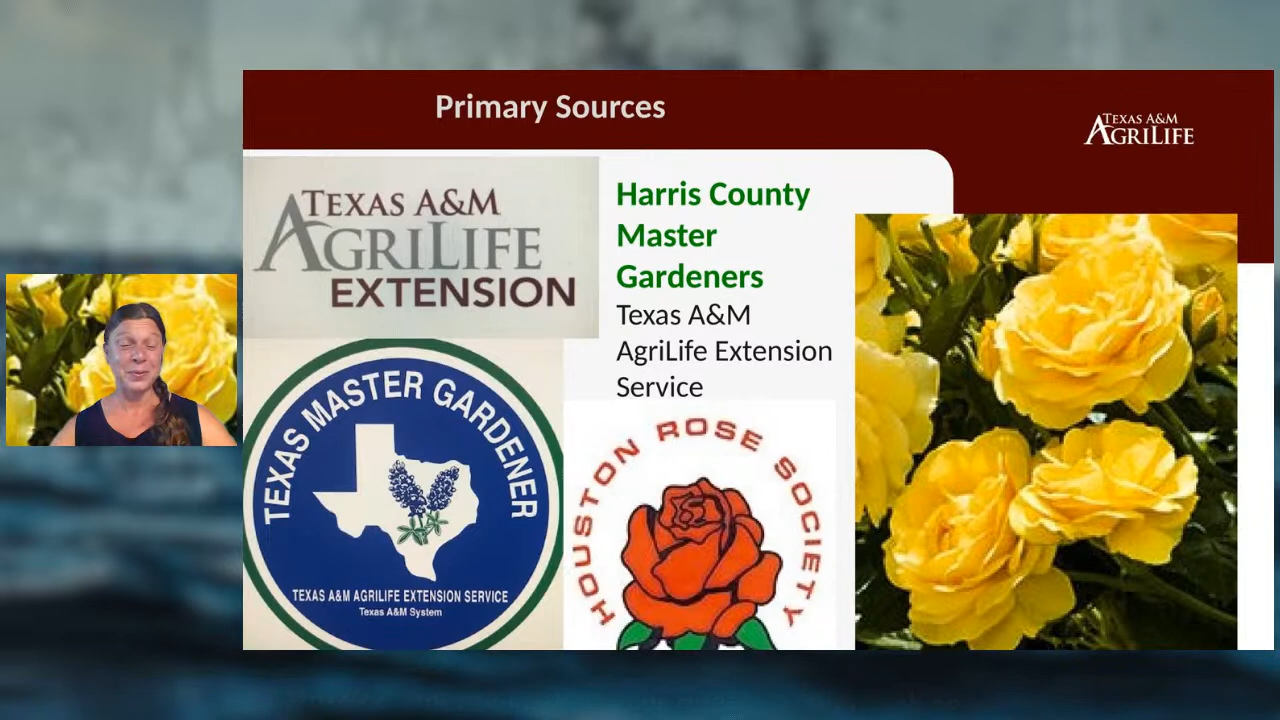 Primary Sources
TEXAS A&M
AGRILIFE
TEXAS A&M
AGRILIFE
EXTENSION
Harris County
Master
Gardeners
Texas A&M
AgriLife Extension
Service
TEXAS MASTER GARDENER
TEXAS A&M AGRILIFE EXTENSION SERVICE
Texas A&M System
HOUSTON ROSE SOCIETY